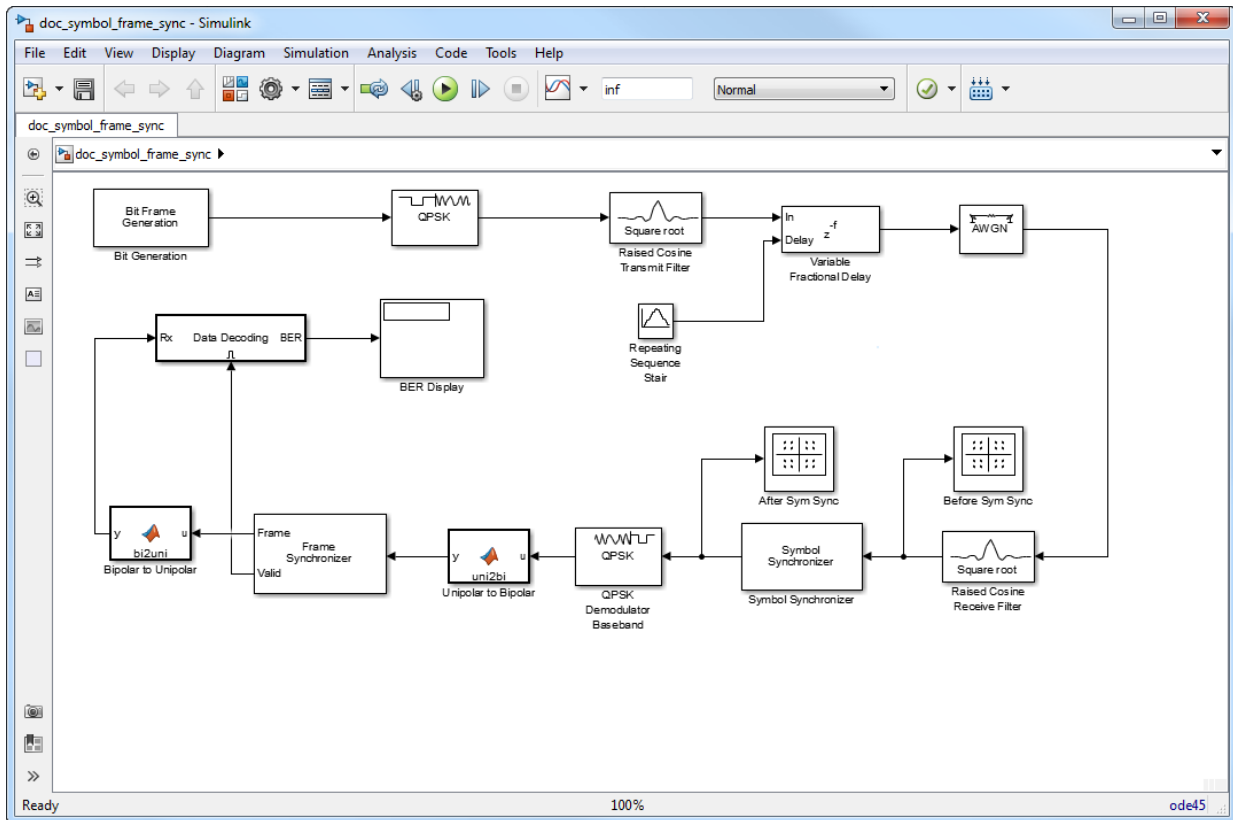 doc_symbol_frame_sync - Simulink
File Edit View Display Diagram Simulation Analysis Code Tools Help
inf Normal
doc_symbol_frame_sync
doc_symbol_frame_sync
Bit Frame
Generation
Bit Generation
QPSK
Square root
Raised Cosine
Transmit Filter
In
Delay
z
-f
Variable
Fractional Delay
AWGN
Rx Data Decoding BER
BER Display
Repeating
Sequence
Stair
After Sym Sync
Before Sym Sync
y u
bi2uni
Bipolar to Unipolar
Frame
Valid
Frame
Synchronizer
y u
uni2bi
Unipolar to Bipolar
QPSK
QPSK
Demodulator
Baseband
Symbol
Synchronizer
Symbol Synchronizer
Square root
Raised Cosine
Receive Filter
Ready 100% ode45